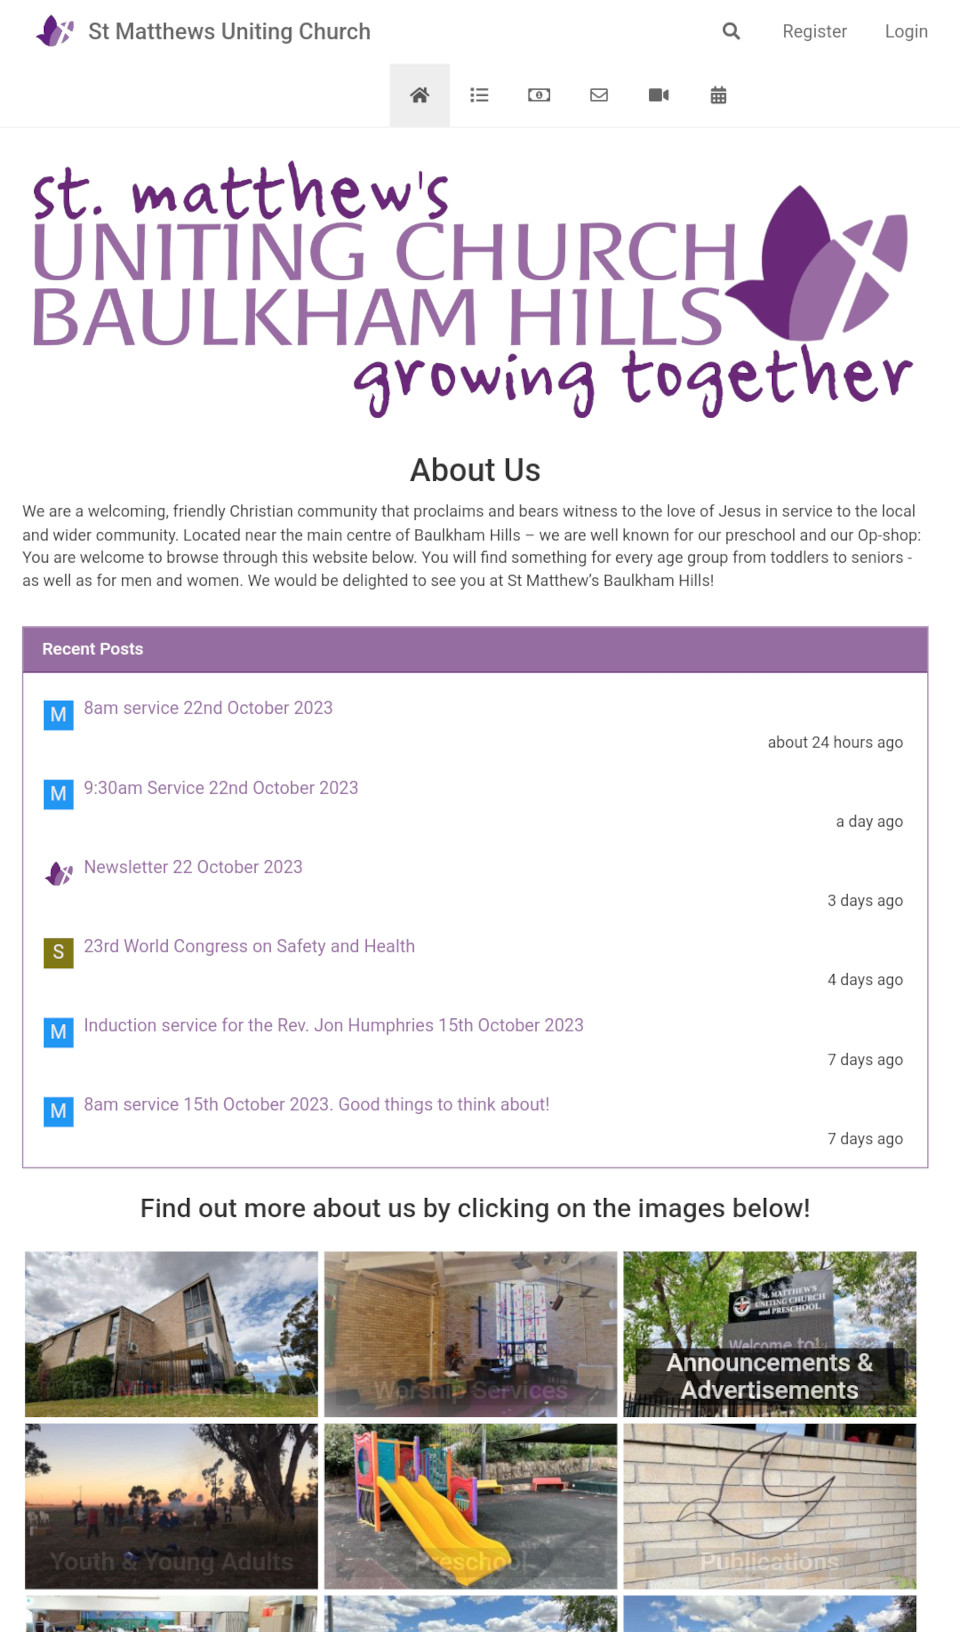 St Matthews Uniting Church
Register
Login
st. matthew's
UNITING CHURCH
BAULKHAM HILLS
growing together
About Us
We are a welcoming, friendly Christian community that proclaims and bears witness to the love of Jesus in service to the local
and wider community. Located near the main centre of Baulkham Hills – we are well known for our preschool and our Op-shop:
You are welcome to browse through this website below. You will find something for every age group from toddlers to seniors -
as well as for men and women. We would be delighted to see you at St Matthew's Baulkham Hills!
Recent Posts
M
8am service 22nd October 2023
about 24 hours ago
M
9:30am Service 22nd October 2023
a day ago
Newsletter 22 October 2023
3 days ago
S
23rd World Congress on Safety and Health
4 days ago
M
Induction service for the Rev. Jon Humphries 15th October 2023
7 days ago
M
8am service 15th October 2023. Good things to think about!
7 days ago
Find out more about us by clicking on the images below!
The Ministry Team
Worship Services
ST. MATTHEW'S
UNITING CHURCH
and PRESCHOOL
Welcome to
Announcements &
Advertisements
Youth & Young Adults
Preschool
Publications